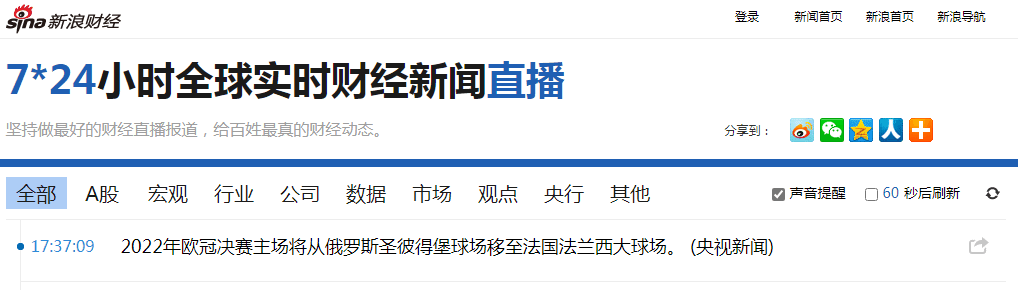 sina 新浪财经 登录 新闻首页 新浪首页 新浪导航
7*24小时全球实时财经新闻直播
坚持做最好的财经直播报道，给百姓最真的财经动态。 分享到：
全部 A股 宏观 行业 公司 数据 市场 观点 央行 其他 声音提醒 60 秒后刷新
17:37:09 2022年欧冠决赛主场将从俄罗斯圣彼得堡球场移至法国法兰西大球场。 (央视新闻)